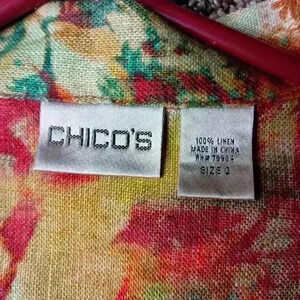 CHICO'S
100% LINEN
MADE IN CHINA
SIZE 2